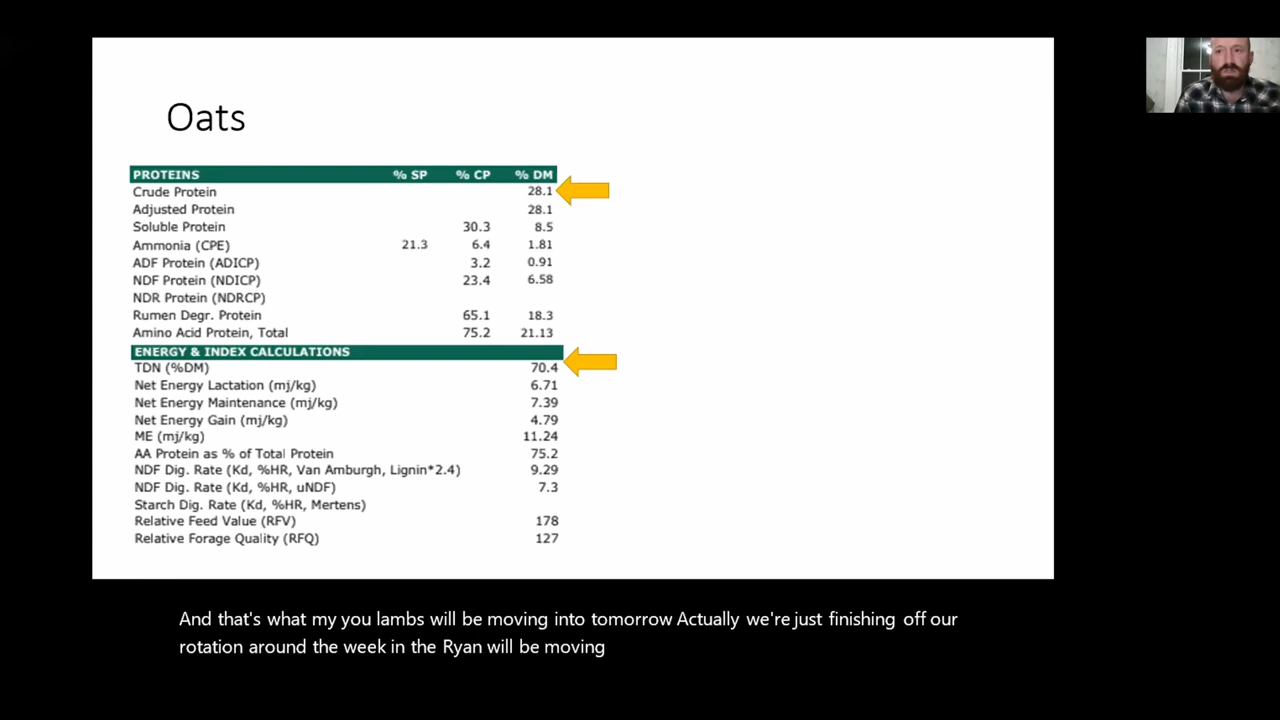 Oats
PROTEINS % SP % CP % DM
Crude Protein 28.1
Adjusted Protein 28.1
Soluble Protein 30.3 8.5
Ammonia (CPE) 21.3 6.4 1.81
ADF Protein (ADICP) 3.2 0.91
NDF Protein (NDICP) 23.4 6.58
NDR Protein (NDRCP)
Rumen Degr. Protein 65.1 18.3
Amino Acid Protein, Total 75.2 21.13
ENERGY & INDEX CALCULATIONS
TDN (%DM) 70.4
Net Energy Lactation (mj/kg) 6.71
Net Energy Maintenance (mj/kg) 7.39
Net Energy Gain (mj/kg) 4.79
ME (mj/kg) 11.24
AA Protein as % of Total Protein 75.2
NDF Dig. Rate (Kd, %HR, Van Amburgh, Lignin*2.4) 9.29
NDF Dig. Rate (Kd, %HR, uNDF) 7.3
Starch Dig. Rate (Kd, %HR, Mertens)
Relative Feed Value (RFV) 178
Relative Forage Quality (RFQ) 127
And that's what my you lambs will be moving into tomorrow Actually we're just finishing off our
rotation around the week in the Ryan will be moving